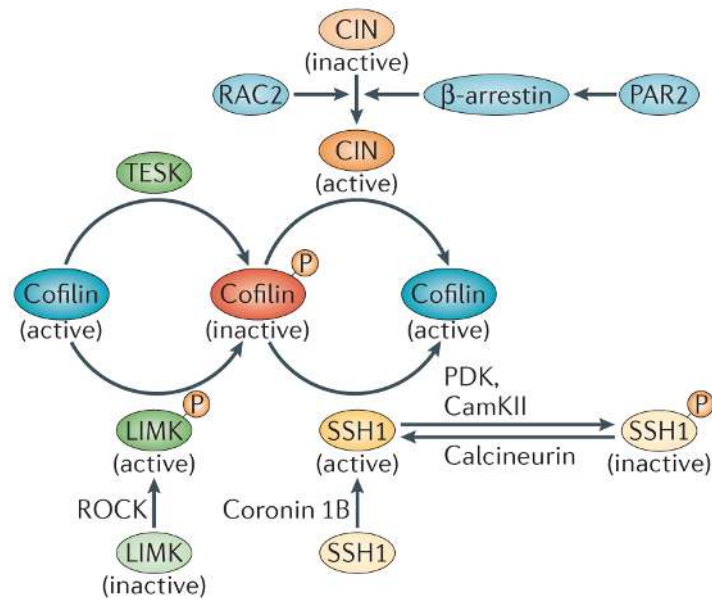 CIN
(inactive)
RAC2
β-arrestin
PAR2
CIN
(active)
TESK
P
Cofilin
(active)
Cofilin
(inactive)
Cofilin
(active)
PDK,
CamKII
P
LIMK
(active)
SSH1
(active)
P
SSH1
(inactive)
Calcineurin
ROCK
Coronin 1B
LIMK
(inactive)
SSH1